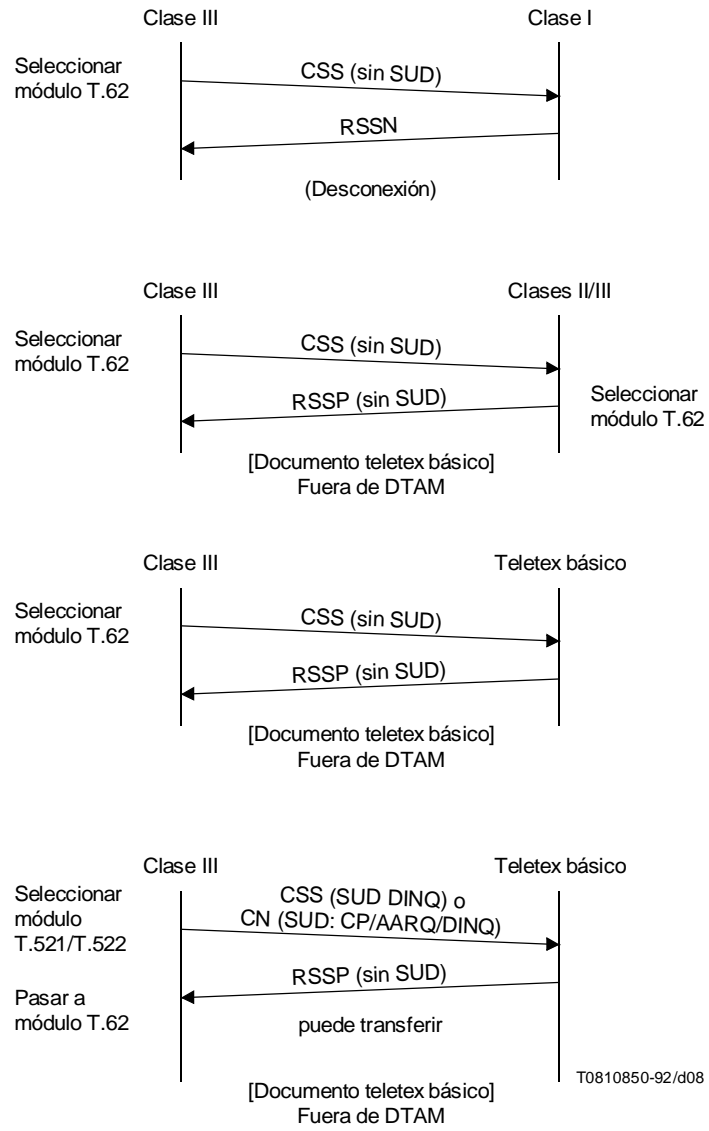 Clase III
Clase I
Seleccionar
módulo T.62
CSS (sin SUD)
RSSN
(Desconexión)
Clase III
Clases II/III
Seleccionar
módulo T.62
CSS (sin SUD)
RSSP (sin SUD)
Seleccionar
módulo T.62
[Documento teletex básico]
Fuera de DTAM
Clase III
Teletex básico
Seleccionar
módulo T.62
CSS (sin SUD)
RSSP (sin SUD)
[Documento teletex básico]
Fuera de DTAM
Clase III
Teletex básico
Seleccionar
módulo
T.521/T.522
CSS (SUD DINQ) o
CN (SUD: CP/AARQ/DINQ)
RSSP (sin SUD)
Pasar a
módulo T.62
puede transferir
T0810850-92/d08
[Documento teletex básico]
Fuera de DTAM